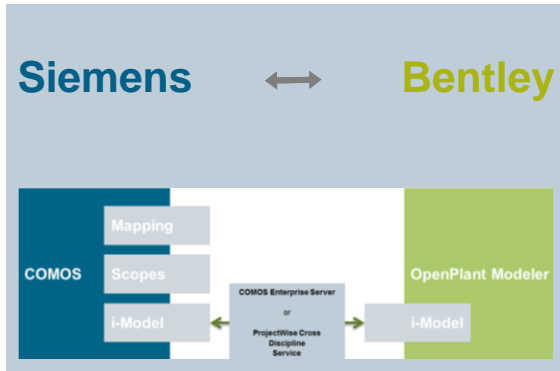 Siemens Bentley
Mapping
COMOS Scopes OpenPlant Modeler
COMOS Enterprise Server
or
i-Model i-Model
ProjectWise Cross
Discipline
Service